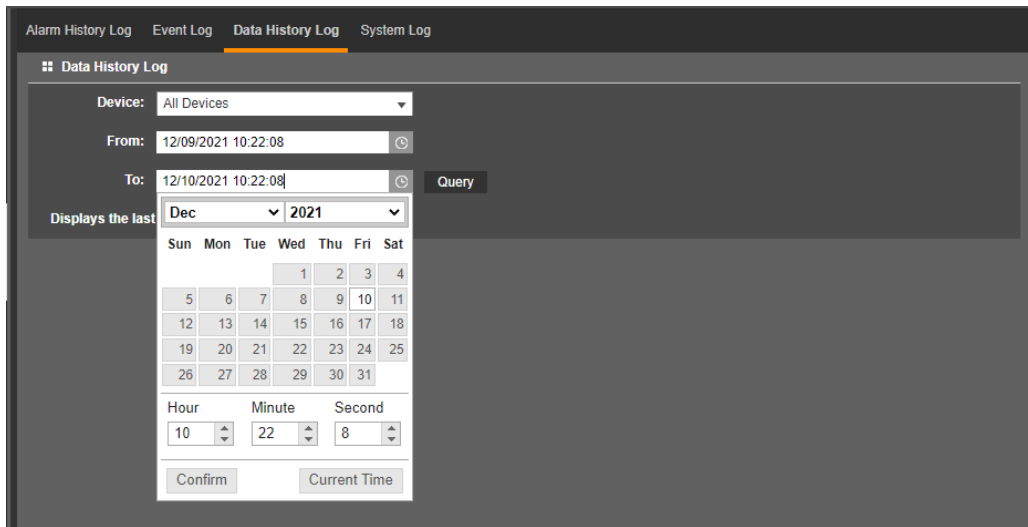 Alarm History Log Event Log Data History Log System Log
Data History Log
Device: All Devices
From: 12/09/2021 10:22:08
To: 12/10/2021 10:22:08 Query
Displays the last
Dec 2021
Sun Mon Tue Wed Thu Fri Sat
1 2 3 4
5 6 7 8 9 10 11
12 13 14 15 16 17 18
19 20 21 22 23 24 25
26 27 28 29 30 31
Hour Minute Second
10 22 8
Confirm Current Time